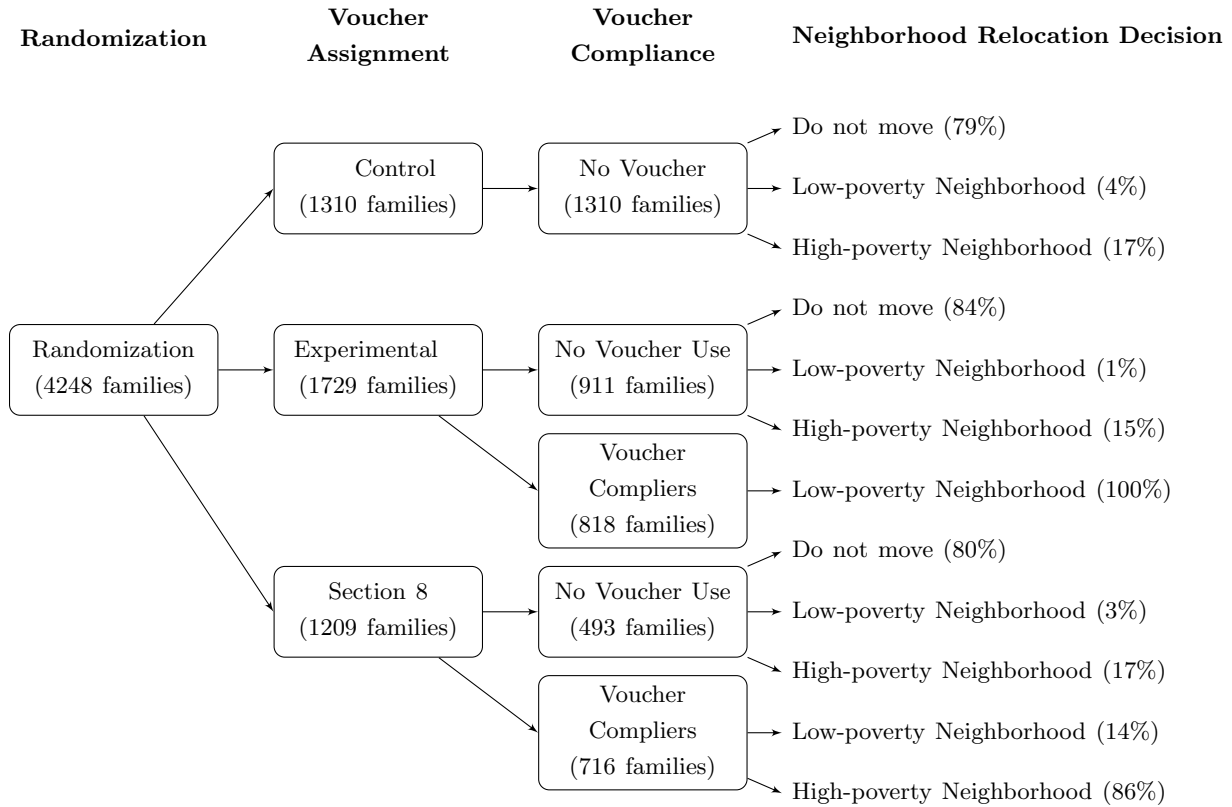 Randomization
Voucher
Assignment
Voucher
Compliance
Neighborhood Relocation Decision
Randomization
(4248 families)
Control
(1310 families)
No Voucher
(1310 families)
Do not move (79%)
Low-poverty Neighborhood (4%)
High-poverty Neighborhood (17%)
Experimental
(1729 families)
No Voucher Use
(911 families)
Do not move (84%)
Low-poverty Neighborhood (1%)
High-poverty Neighborhood (15%)
Voucher
Compliers
(818 families)
Low-poverty Neighborhood (100%)
Section 8
(1209 families)
No Voucher Use
(493 families)
Do not move (80%)
Low-poverty Neighborhood (3%)
High-poverty Neighborhood (17%)
Voucher
Compliers
(716 families)
Low-poverty Neighborhood (14%)
High-poverty Neighborhood (86%)